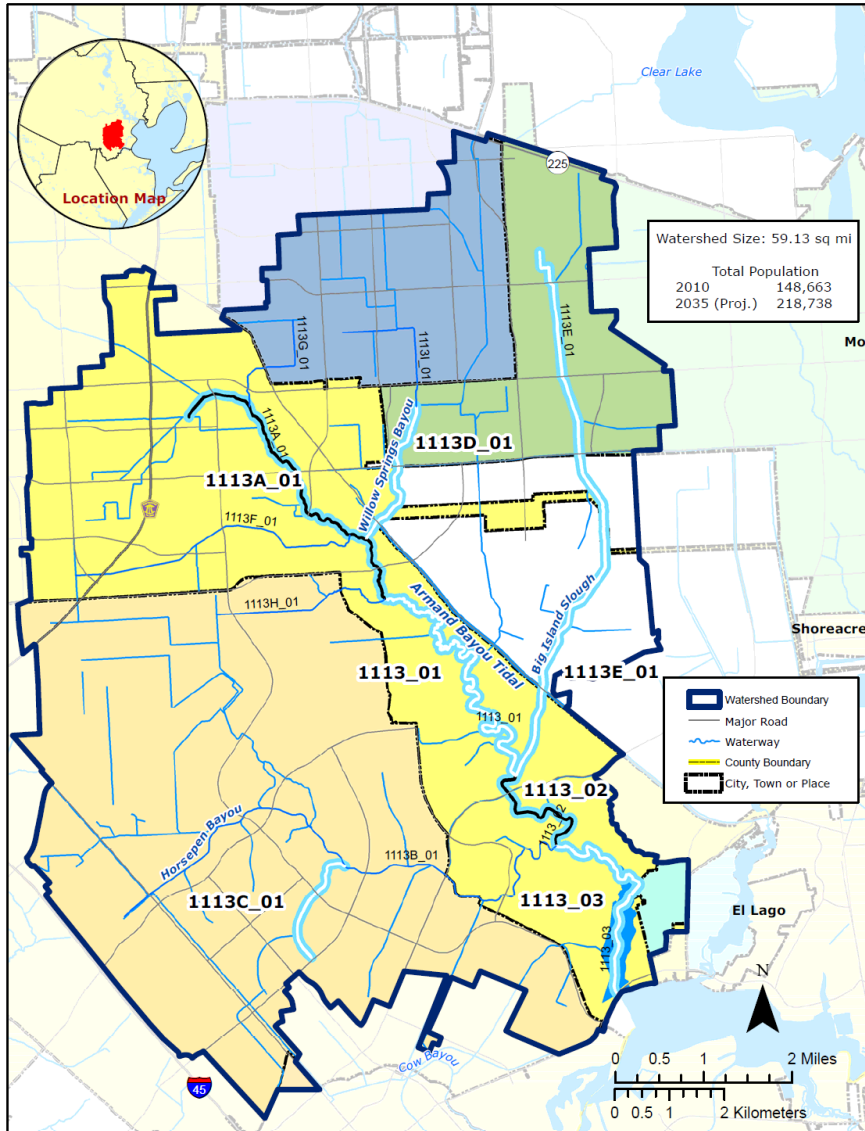 Clear Lake
225
Location Map
Watershed Size: 59.13 sq mi
Total Population
2010 148,663
2035 (Proj.) 218,738
Mo
1113E_01
1113G_01
1113I_01
1113A_01
Willow Springs Bayou
1113D_01
1113A_01
1113F_01
1113H_01
Armand Bayou Tidal
Big Island Slough
Shoreacre
1113_01
1113E_01
1113_01
Watershed Boundary
Major Road
Waterway
County Boundary
City, Town or Place
1113_02
1113_02
Horsepen Bayou
1113B_01
1113C_01
1113_03
El Lago
1113_03
N
Cow Bayou
45
0 0.5 1 2 Miles
0 0.5 1 2 Kilometers